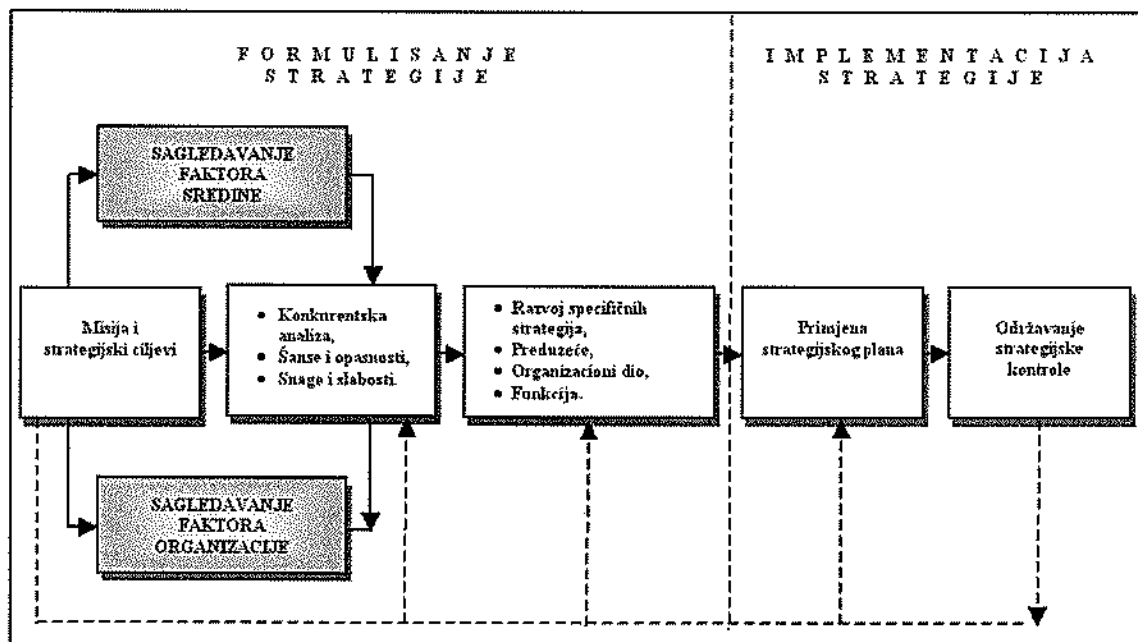 FORMULISANJE
STRATEGIJE
IMPLEMENTACIJA
STRATEGIJE
SAGLEDAVANJE
FAKTORA
SREDINE
Misija i
strategijski ciljevi
• Konkurentska
analiza,
• Šanse i opasnosti,
• Snage i slabosti.
• Razvoj specifičnih
strategija,
• Preduzeće,
• Organizacioni dio,
• Funkcija.
Primjena
strategijskog plana
Održavanje
strategijske
kontrole
SAGLEDAVANJE
FAKTORA
ORGANIZACIJE